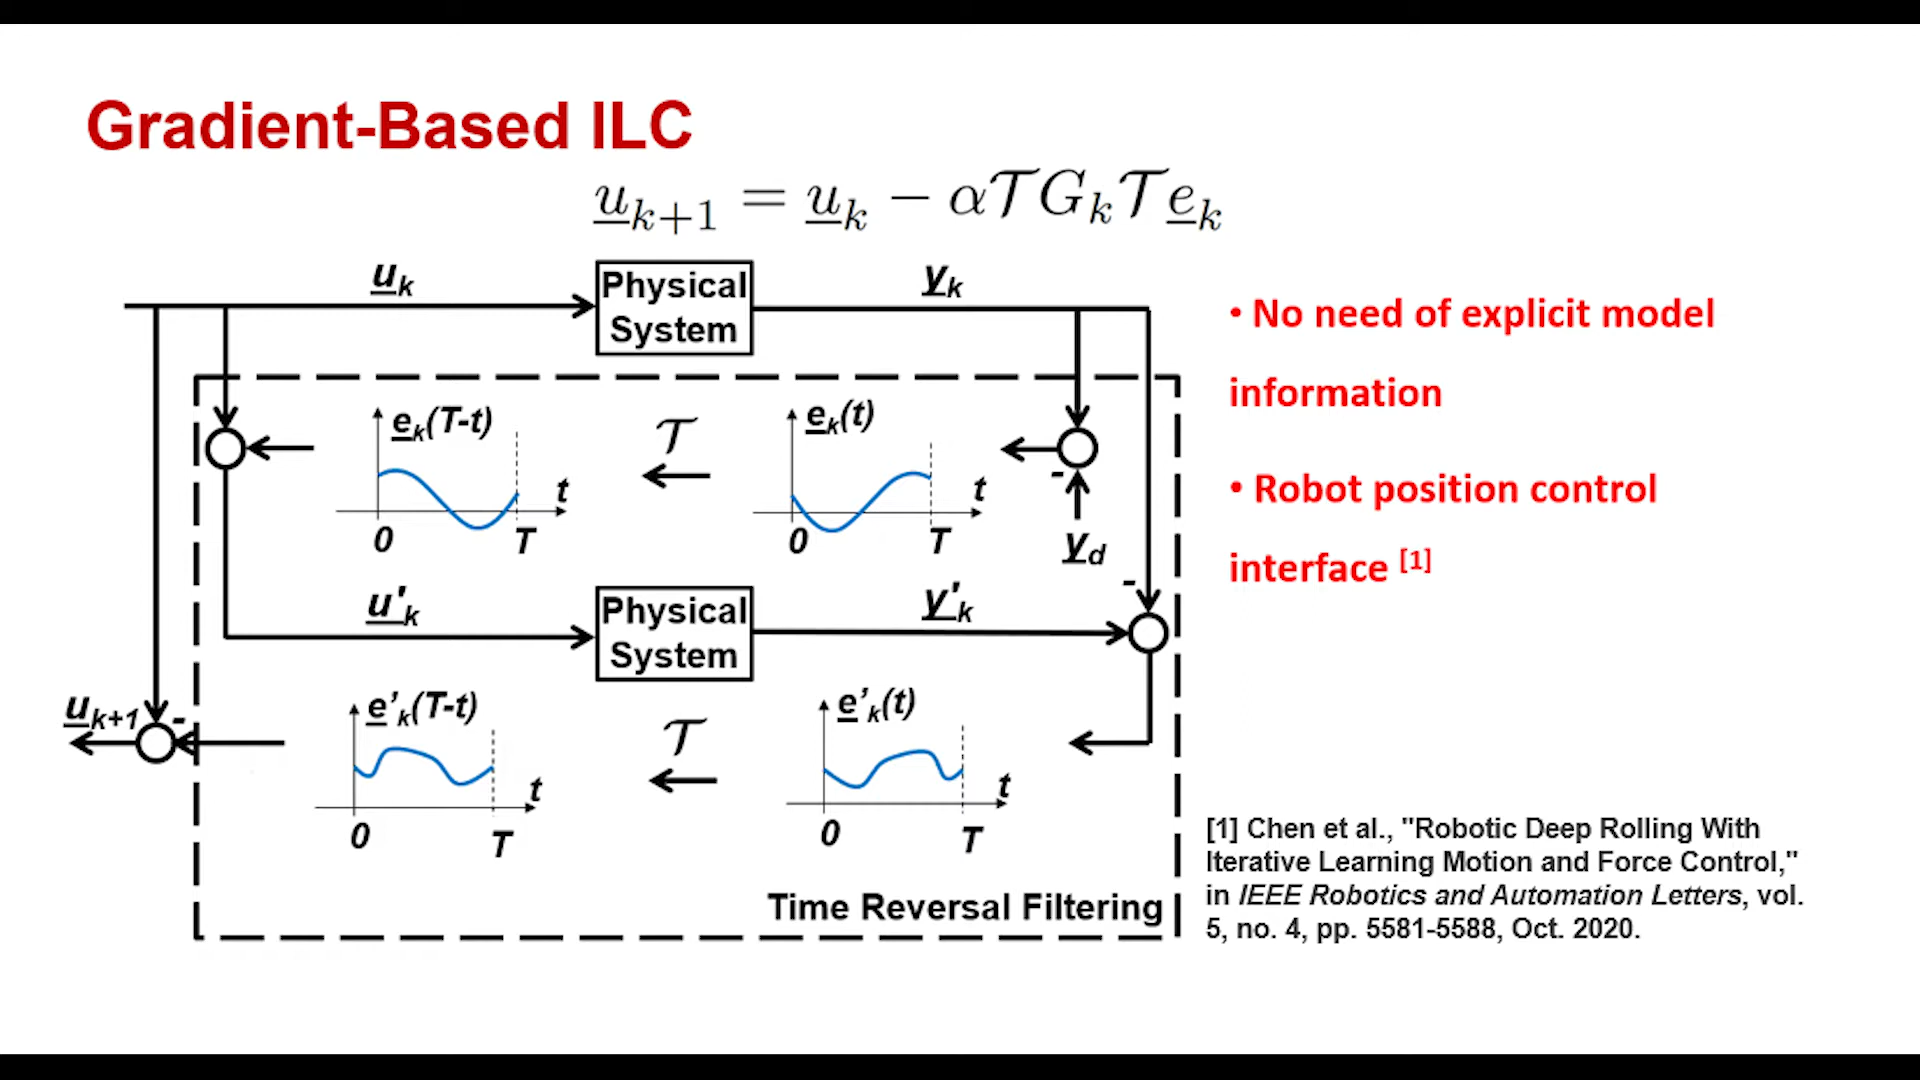 Gradient-Based ILC
u_{k+1} = u_k − α𝒯G_k𝒯e_k
u_k
Physical
System
y_k
e_k(T-t)
𝒯
e_k(t)
t
t
0
T
0
T
-
y_d
u'_k
Physical
System
y'_k
-
u_{k+1}
-
e'_k(T-t)
𝒯
e'_k(t)
t
t
0
T
0
T
Time Reversal Filtering
• No need of explicit model
information
• Robot position control
interface [1]
[1] Chen et al., "Robotic Deep Rolling With
Iterative Learning Motion and Force Control,"
in IEEE Robotics and Automation Letters, vol.
5, no. 4, pp. 5581-5588, Oct. 2020.